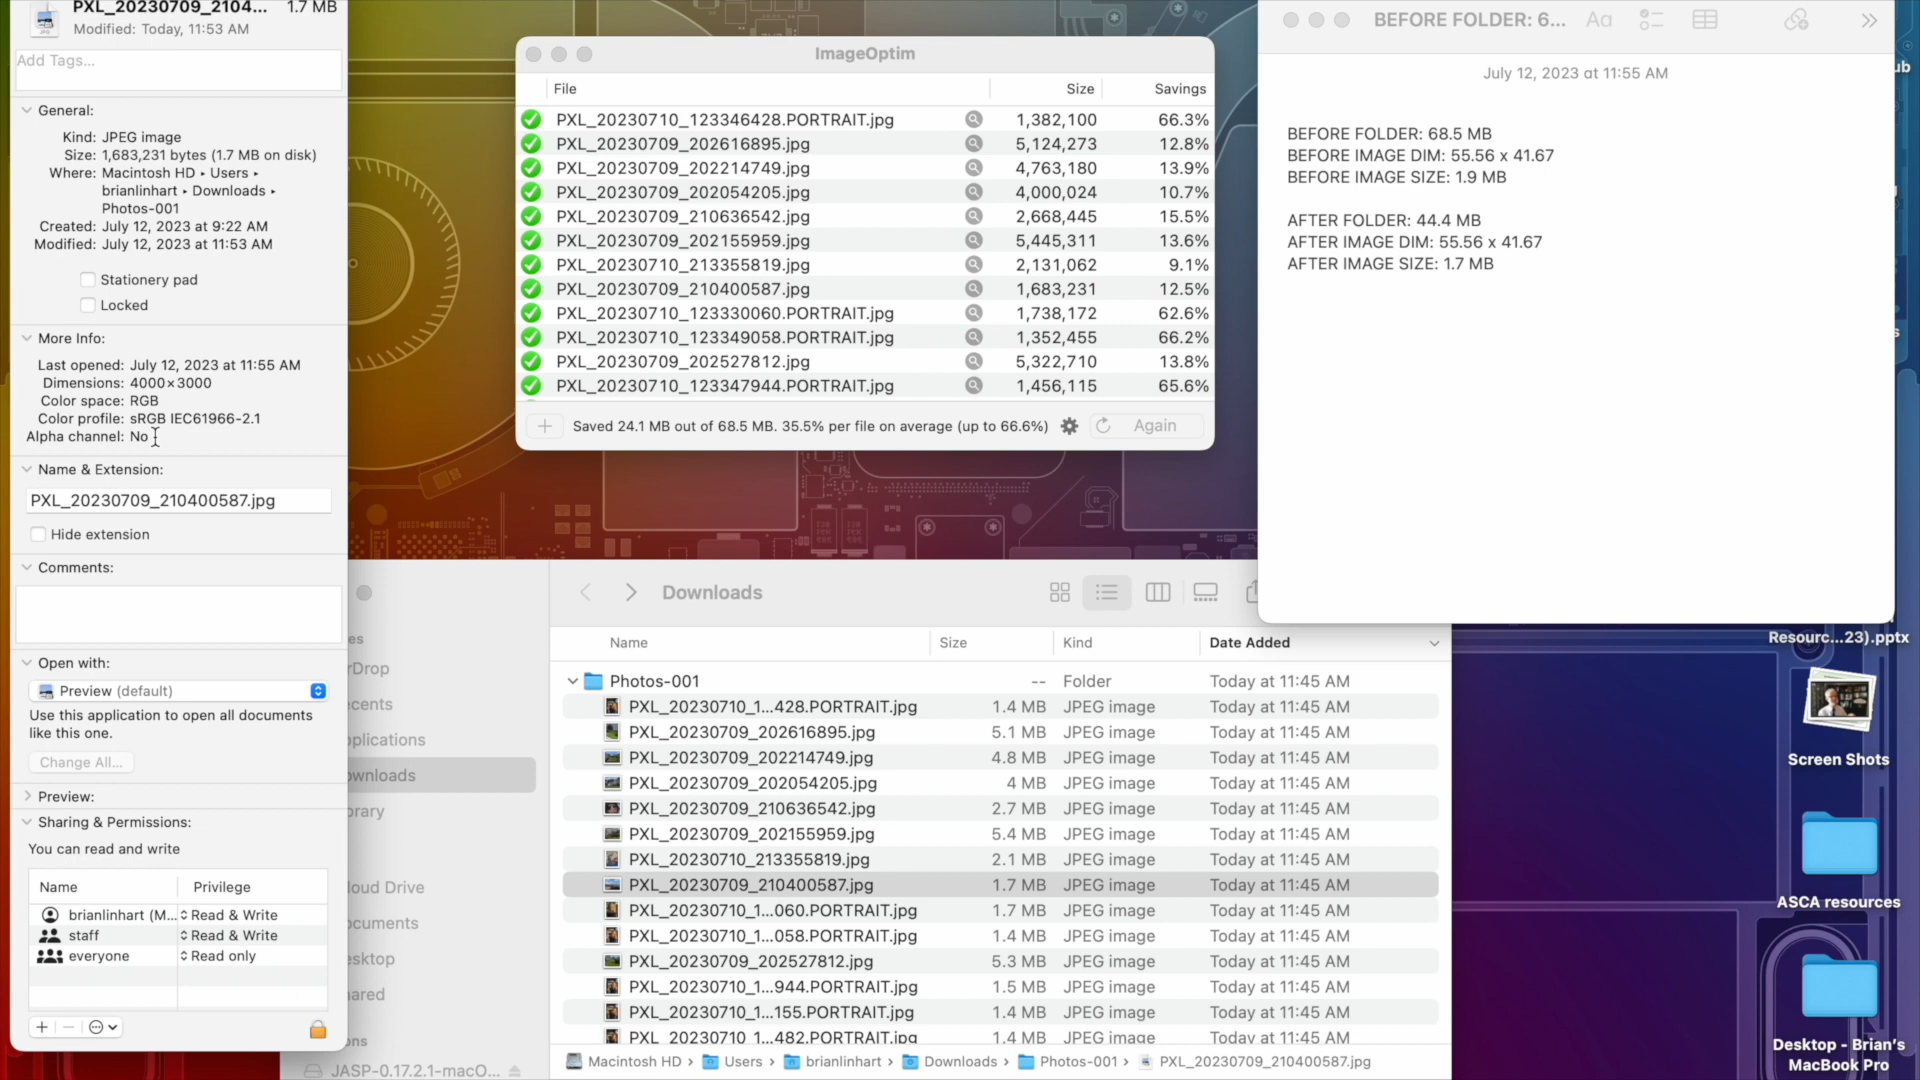 PXL_20230709_2104... 1.7 MB
Modified: Today, 11:53 AM
Add Tags...
General:
Kind: JPEG image
Size: 1,683,231 bytes (1.7 MB on disk)
Where: Macintosh HD ▸ Users ▸
brianlinhart ▸ Downloads ▸
Photos-001
Created: July 12, 2023 at 9:22 AM
Modified: July 12, 2023 at 11:53 AM
Stationery pad
Locked
More Info:
Last opened: July 12, 2023 at 11:55 AM
Dimensions: 4000×3000
Color space: RGB
Color profile: sRGB IEC61966-2.1
Alpha channel: No
Name & Extension:
PXL_20230709_210400587.jpg
Hide extension
Comments:
Open with:
Preview (default)
Use this application to open all documents
like this one.
Change All...
Preview:
Sharing & Permissions:
You can read and write
Name Privilege
brianlinhart (M... Read & Write
staff Read & Write
everyone Read only
ImageOptim
File Size Savings
PXL_20230710_123346428.PORTRAIT.jpg 1,382,100 66.3%
PXL_20230709_202616895.jpg 5,124,273 12.8%
PXL_20230709_202214749.jpg 4,763,180 13.9%
PXL_20230709_202054205.jpg 4,000,024 10.7%
PXL_20230709_210636542.jpg 2,668,445 15.5%
PXL_20230709_202155959.jpg 5,445,311 13.6%
PXL_20230710_213355819.jpg 2,131,062 9.1%
PXL_20230709_210400587.jpg 1,683,231 12.5%
PXL_20230710_123330060.PORTRAIT.jpg 1,738,172 62.6%
PXL_20230710_123349058.PORTRAIT.jpg 1,352,455 66.2%
PXL_20230709_202527812.jpg 5,322,710 13.8%
PXL_20230710_123347944.PORTRAIT.jpg 1,456,115 65.6%
Saved 24.1 MB out of 68.5 MB. 35.5% per file on average (up to 66.6%) Again
BEFORE FOLDER: 6... Aa
July 12, 2023 at 11:55 AM
BEFORE FOLDER: 68.5 MB
BEFORE IMAGE DIM: 55.56 x 41.67
BEFORE IMAGE SIZE: 1.9 MB
AFTER FOLDER: 44.4 MB
AFTER IMAGE DIM: 55.56 x 41.67
AFTER IMAGE SIZE: 1.7 MB
es
rDrop
ecents
pplications
ownloads
brary
loud Drive
ocuments
esktop
hared
ons
JASP-0.17.2.1-macO...
Downloads
Name Size Kind Date Added
Photos-001 -- Folder Today at 11:45 AM
PXL_20230710_1...428.PORTRAIT.jpg 1.4 MB JPEG image Today at 11:45 AM
PXL_20230709_202616895.jpg 5.1 MB JPEG image Today at 11:45 AM
PXL_20230709_202214749.jpg 4.8 MB JPEG image Today at 11:45 AM
PXL_20230709_202054205.jpg 4 MB JPEG image Today at 11:45 AM
PXL_20230709_210636542.jpg 2.7 MB JPEG image Today at 11:45 AM
PXL_20230709_202155959.jpg 5.4 MB JPEG image Today at 11:45 AM
PXL_20230710_213355819.jpg 2.1 MB JPEG image Today at 11:45 AM
PXL_20230709_210400587.jpg 1.7 MB JPEG image Today at 11:45 AM
PXL_20230710_1...060.PORTRAIT.jpg 1.7 MB JPEG image Today at 11:45 AM
PXL_20230710_1...058.PORTRAIT.jpg 1.4 MB JPEG image Today at 11:45 AM
PXL_20230709_202527812.jpg 5.3 MB JPEG image Today at 11:45 AM
PXL_20230710_1...944.PORTRAIT.jpg 1.5 MB JPEG image Today at 11:45 AM
PXL_20230710_1...155.PORTRAIT.jpg 1.4 MB JPEG image Today at 11:45 AM
PXL_20230710_1...482.PORTRAIT.jpg 1.4 MB JPEG image Today at 11:45 AM
Macintosh HD › Users › brianlinhart › Downloads › Photos-001 › PXL_20230709_210400587.jpg
ub
s
Resourc...23).pptx
Screen Shots
ASCA resources
Desktop - Brian's
MacBook Pro